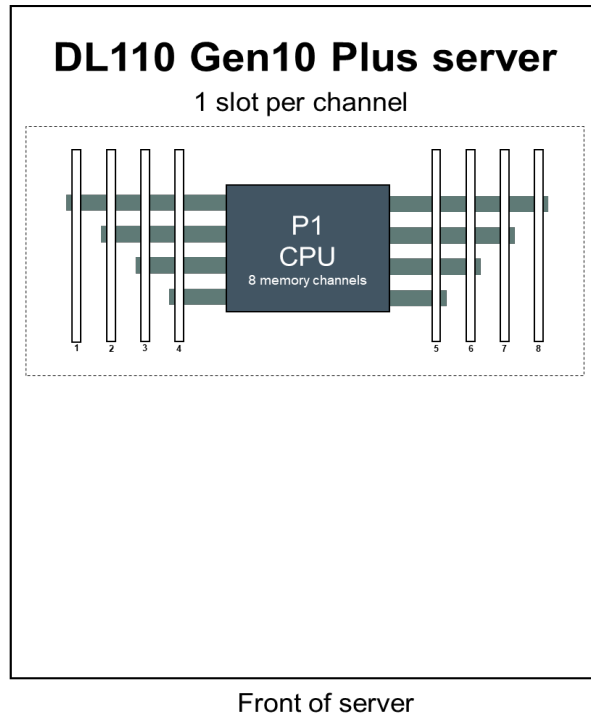 DL110 Gen10 Plus server
1 slot per channel
P1
CPU
8 memory channels
1 2 3 4 5 6 7 8
Front of server